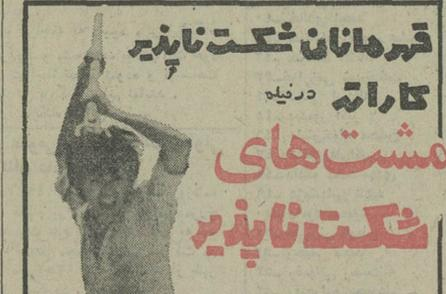 قهرمانان شکست ناپذیر
کاراته در فیلم
مشت های
شکست ناپذیر